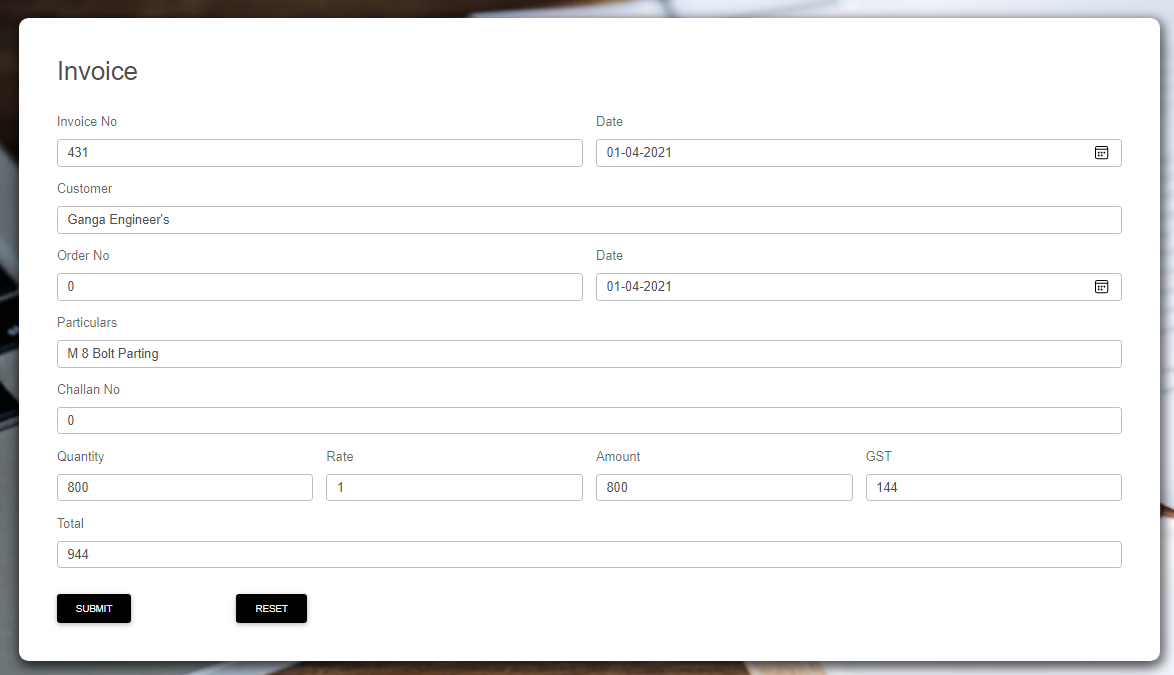 Invoice
Invoice No Date
431 01-04-2021
Customer
Ganga Engineer's
Order No Date
0 01-04-2021
Particulars
M 8 Bolt Parting
Challan No
0
Quantity Rate Amount GST
800 1 800 144
Total
944
SUBMIT RESET